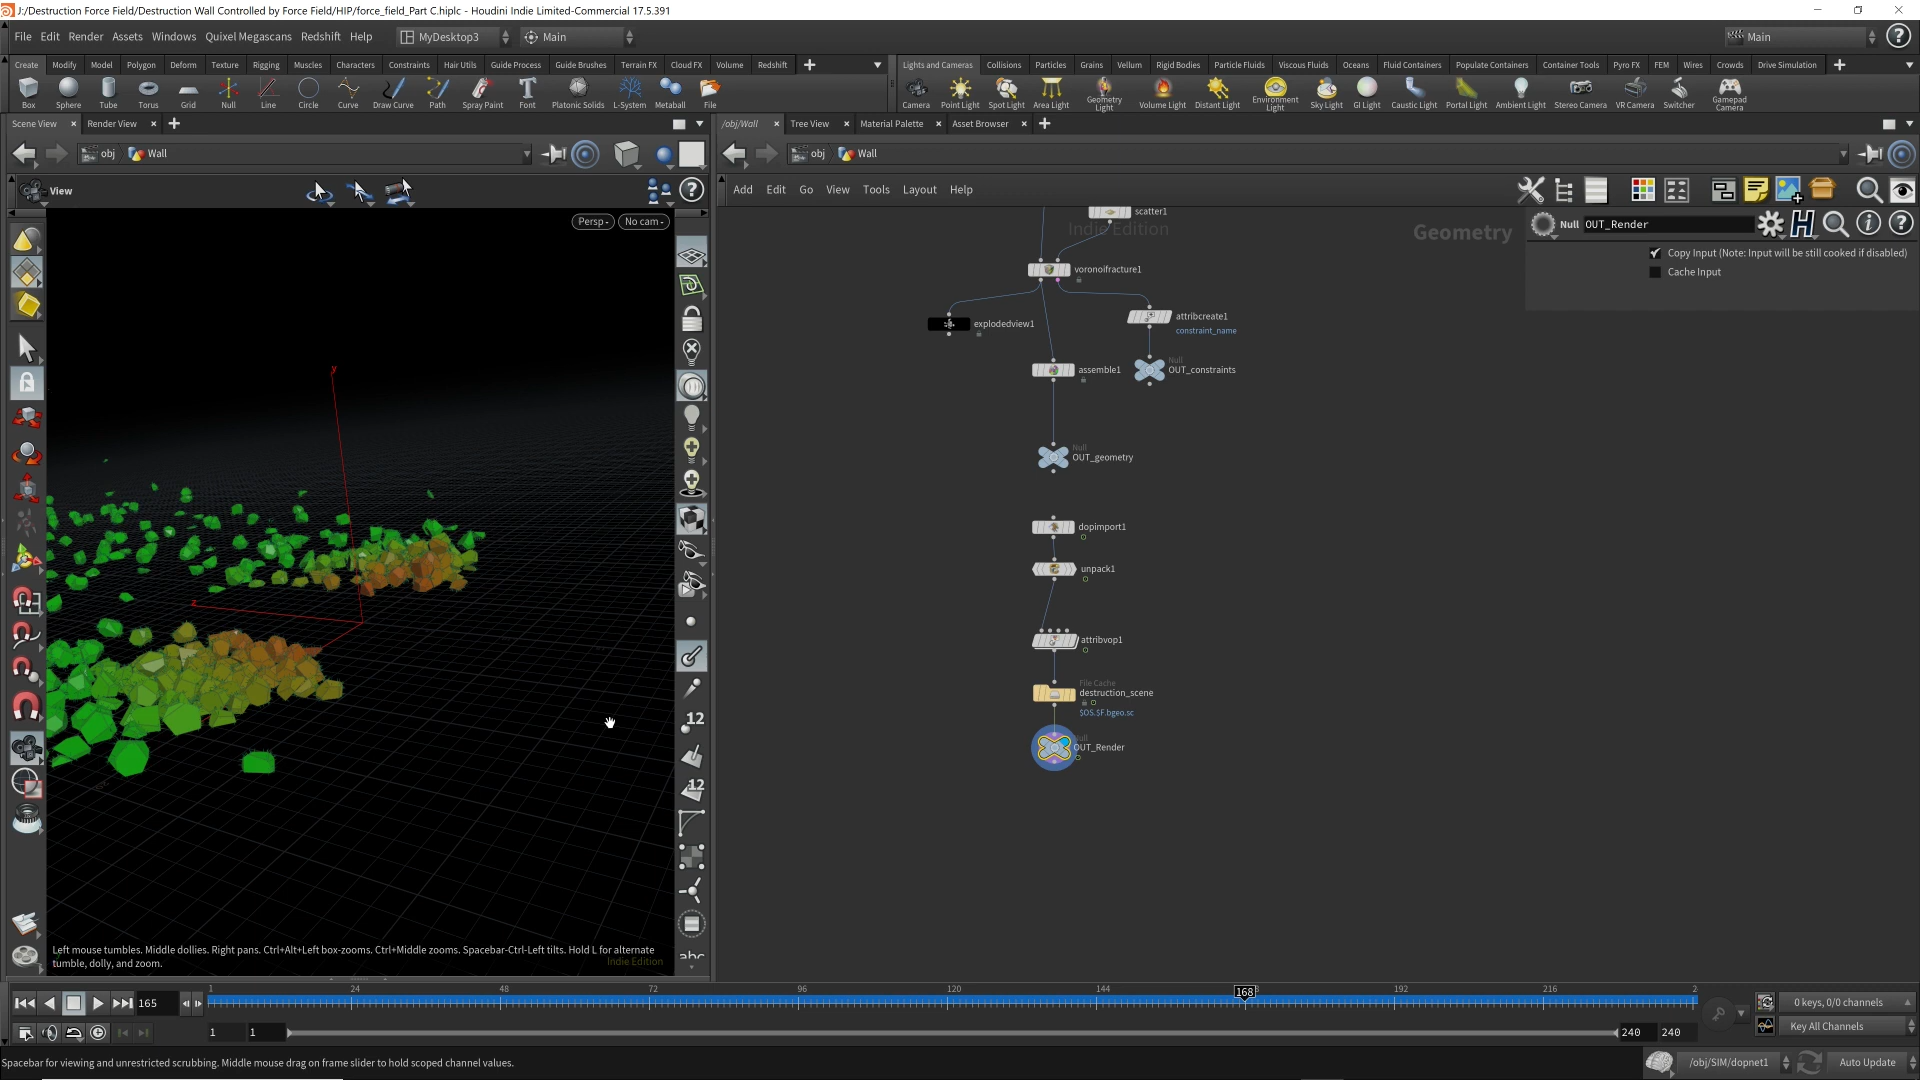 J:/Destruction Force Field/Destruction Wall Controlled by Force Field/HIP/force_field_Part C.hiplc - Houdini Indie Limited-Commercial 17.5.391
File Edit Render Assets Windows Quixel Megascans Redshift Help MyDesktop3 Main Main
Create Modify Model Polygon Deform Texture Rigging Muscles Characters Constraints Hair Utils Guide Process Guide Brushes Terrain FX Cloud FX Volume Redshift
Lights and Cameras Collisions Particles Grains Vellum Rigid Bodies Particle Fluids Viscous Fluids Oceans Fluid Containers Populate Containers Container Tools Pyro FX FEM Wires Crowds Drive Simulation
Box Sphere Tube Torus Grid Null Line Circle Curve Draw Curve Path Spray Paint Font Platonic Solids L-System Metaball File
Camera Point Light Spot Light Area Light Geometry Light Volume Light Distant Light Environment Light Sky Light GI Light Caustic Light Portal Light Ambient Light Stereo Camera VR Camera Switcher Gamepad Camera
Scene View Render View
/obj/Wall Tree View Material Palette Asset Browser
obj Wall
obj Wall
View
Add Edit Go View Tools Layout Help
Persp No cam
scatter1
Indie Edition
Geometry
Null OUT_Render
Copy Input (Note: Input will be still cooked if disabled)
Cache Input
voronoifracture1
explodedview1
attribcreate1
constraint_name
assemble1
Null
OUT_constraints
Null
OUT_geometry
dopimport1
unpack1
attribvop1
File Cache
destruction_scene
$OS.$F.bgeo.sc
Null
OUT_Render
y
z
12
12
abc
Left mouse tumbles. Middle dollies. Right pans. Ctrl+Alt+Left box-zooms. Ctrl+Middle zooms. Spacebar-Ctrl-Left tilts. Hold L for alternate
tumble, dolly, and zoom.
Indie Edition
165 1 24 48 72 96 120 144 168 192 216 2
0 keys, 0/0 channels
1 1 240 240
Key All Channels
Spacebar for viewing and unrestricted scrubbing. Middle mouse drag on frame slider to hold scoped channel values.
/obj/SIM/dopnet1 Auto Update